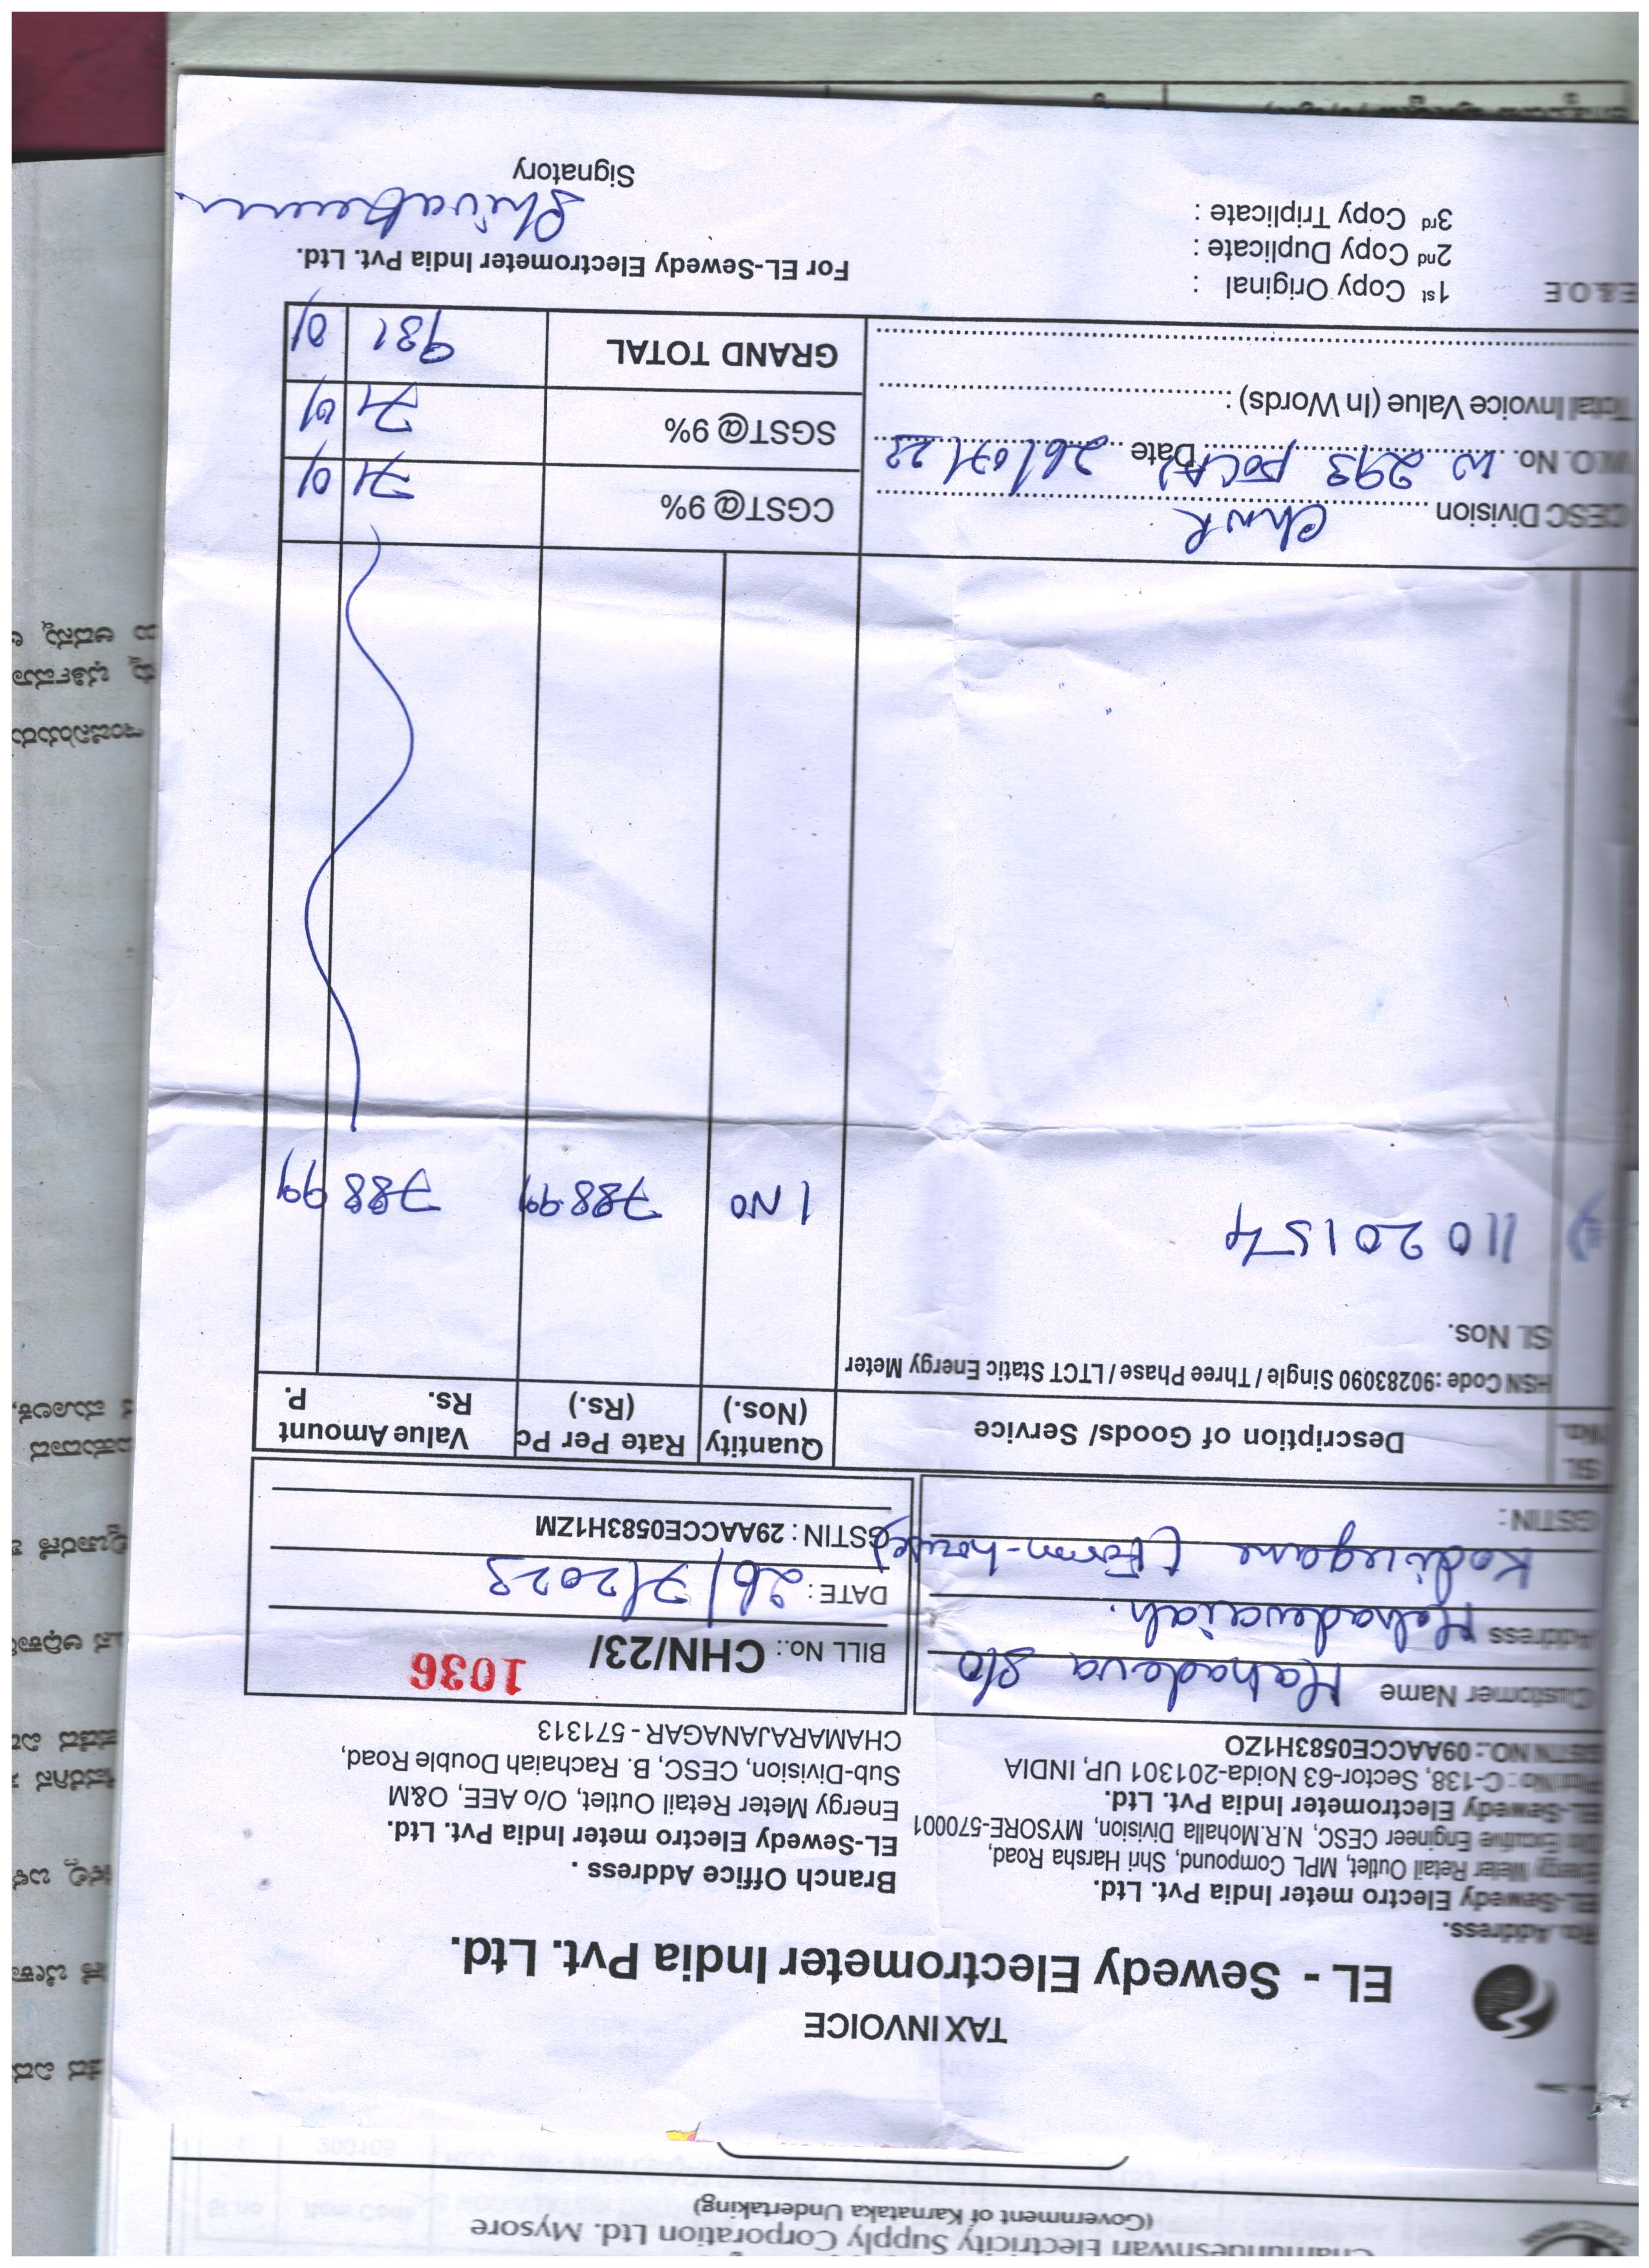 Chamundeshwari Electricity Supply Corporation Ltd. Mysore
(Government of Karnataka Undertaking)
TAX INVOICE
EL - Sewedy Electrometer India Pvt. Ltd.
Address.
EL-Sewedy Electro meter India Pvt. Ltd.
Energy Meter Retail Outlet, MPL Compound, Shri Harsha Road,
Engineer CESC, N.R.Mohalla Division, MYSORE-570001
EL-Sewedy Electrometer India Pvt. Ltd.
Plot No : C-138, Sector-63 Noida-201301 UP, INDIA
GSTIN NO.: 09AACCE0583H1ZO
Branch Office Address .
EL-Sewedy Electro meter India Pvt. Ltd.
Energy Meter Retail Outlet, O/o AEE, O&M
Sub-Division, CESC, B. Rachaiah Double Road,
CHAMARAJANAGAR - 571313
Customer Name Mahadeva S/o
Address Mahadevaiah.
Kodiugane (Farm-house)
GSTIN :
BILL No.: CHN/23/ 1036
DATE : 26/7/2023
GSTIN : 29AACCE0583H1ZM
Sl. No. Description of Goods/ Service Quantity (Nos.) Rate Per Pc (Rs.) Value Amount Rs. P.
HSN Code :90283090 Single / Three Phase / LTCT Static Energy Meter
SL Nos.
11020154 1 No 788 99 788 99
CESC Division Chnr
W.O. No. W 293 PO(A) Date 26/07/22
Total Invoice Value (In Words) :
CGST@ 9% 71 01
SGST@ 9% 71 01
GRAND TOTAL 931 01
E.& O.E
1st Copy Original :
2nd Copy Duplicate :
3rd Copy Triplicate :
For EL-Sewedy Electrometer India Pvt. Ltd.
Signatory